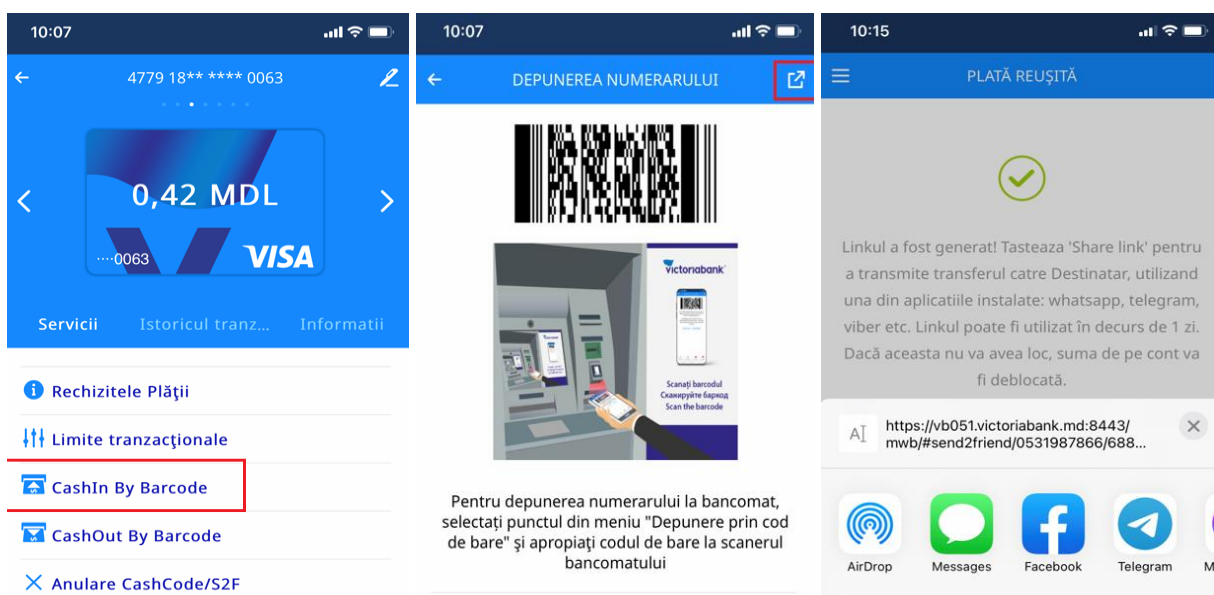 10:07
4779 18** **** 0063
0,42 MDL
....0063
VISA
Servicii
Istoricul tranz...
Informatii
Rechizitele Plăţii
Limite tranzacţionale
CashIn By Barcode
CashOut By Barcode
Anulare CashCode/S2F
10:07
DEPUNEREA NUMERARULUI
victoriabank
Scanați barcodul
Сканируйте баркод
Scan the barcode
Pentru depunerea numerarului la bancomat,
selectați punctul din meniu "Depunere prin cod
de bare" şi apropiaţi codul de bare la scanerul
bancomatului
10:15
PLATĂ REUŞITĂ
Linkul a fost generat! Tasteaza 'Share link' pentru
a transmite transferul catre Destinatar, utilizand
una din aplicatiile instalate: whatsapp, telegram,
viber etc. Linkul poate fi utilizat în decurs de 1 zi.
Dacă aceasta nu va avea loc, suma de pe cont va
fi deblocată.
https://vb051.victoriabank.md:8443/
mwb/#send2friend/0531987866/688...
AirDrop
Messages
Facebook
Telegram
M